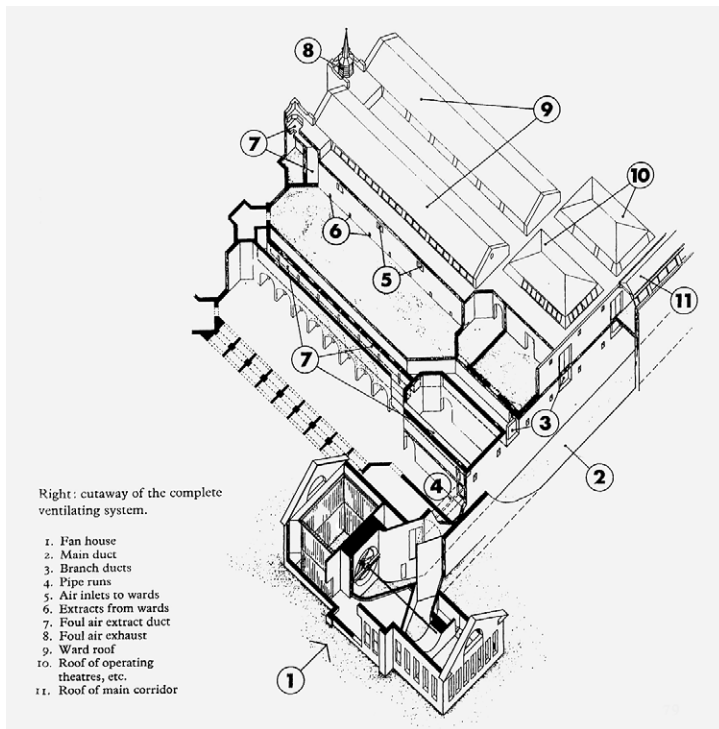 8
9
7
10
6
5
11
7
3
2
4
Right: cutaway of the complete
ventilating system.
1. Fan house
2. Main duct
3. Branch ducts
4. Pipe runs
5. Air inlets to wards
6. Extracts from wards
7. Foul air extract duct
8. Foul air exhaust
9. Ward roof
10. Roof of operating
theatres, etc.
11. Roof of main corridor
1